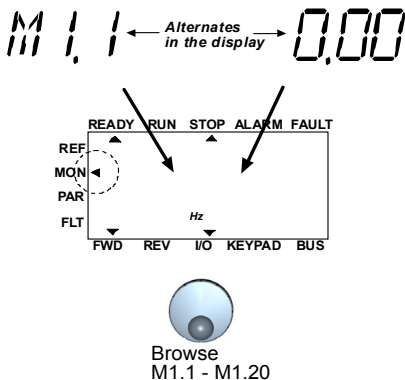 M1.1 Alternates in the display 0.00
READY RUN STOP ALARM FAULT
REF
MON
PAR
FLT
Hz
FWD REV I/O KEYPAD BUS
Browse
M1.1 - M1.20